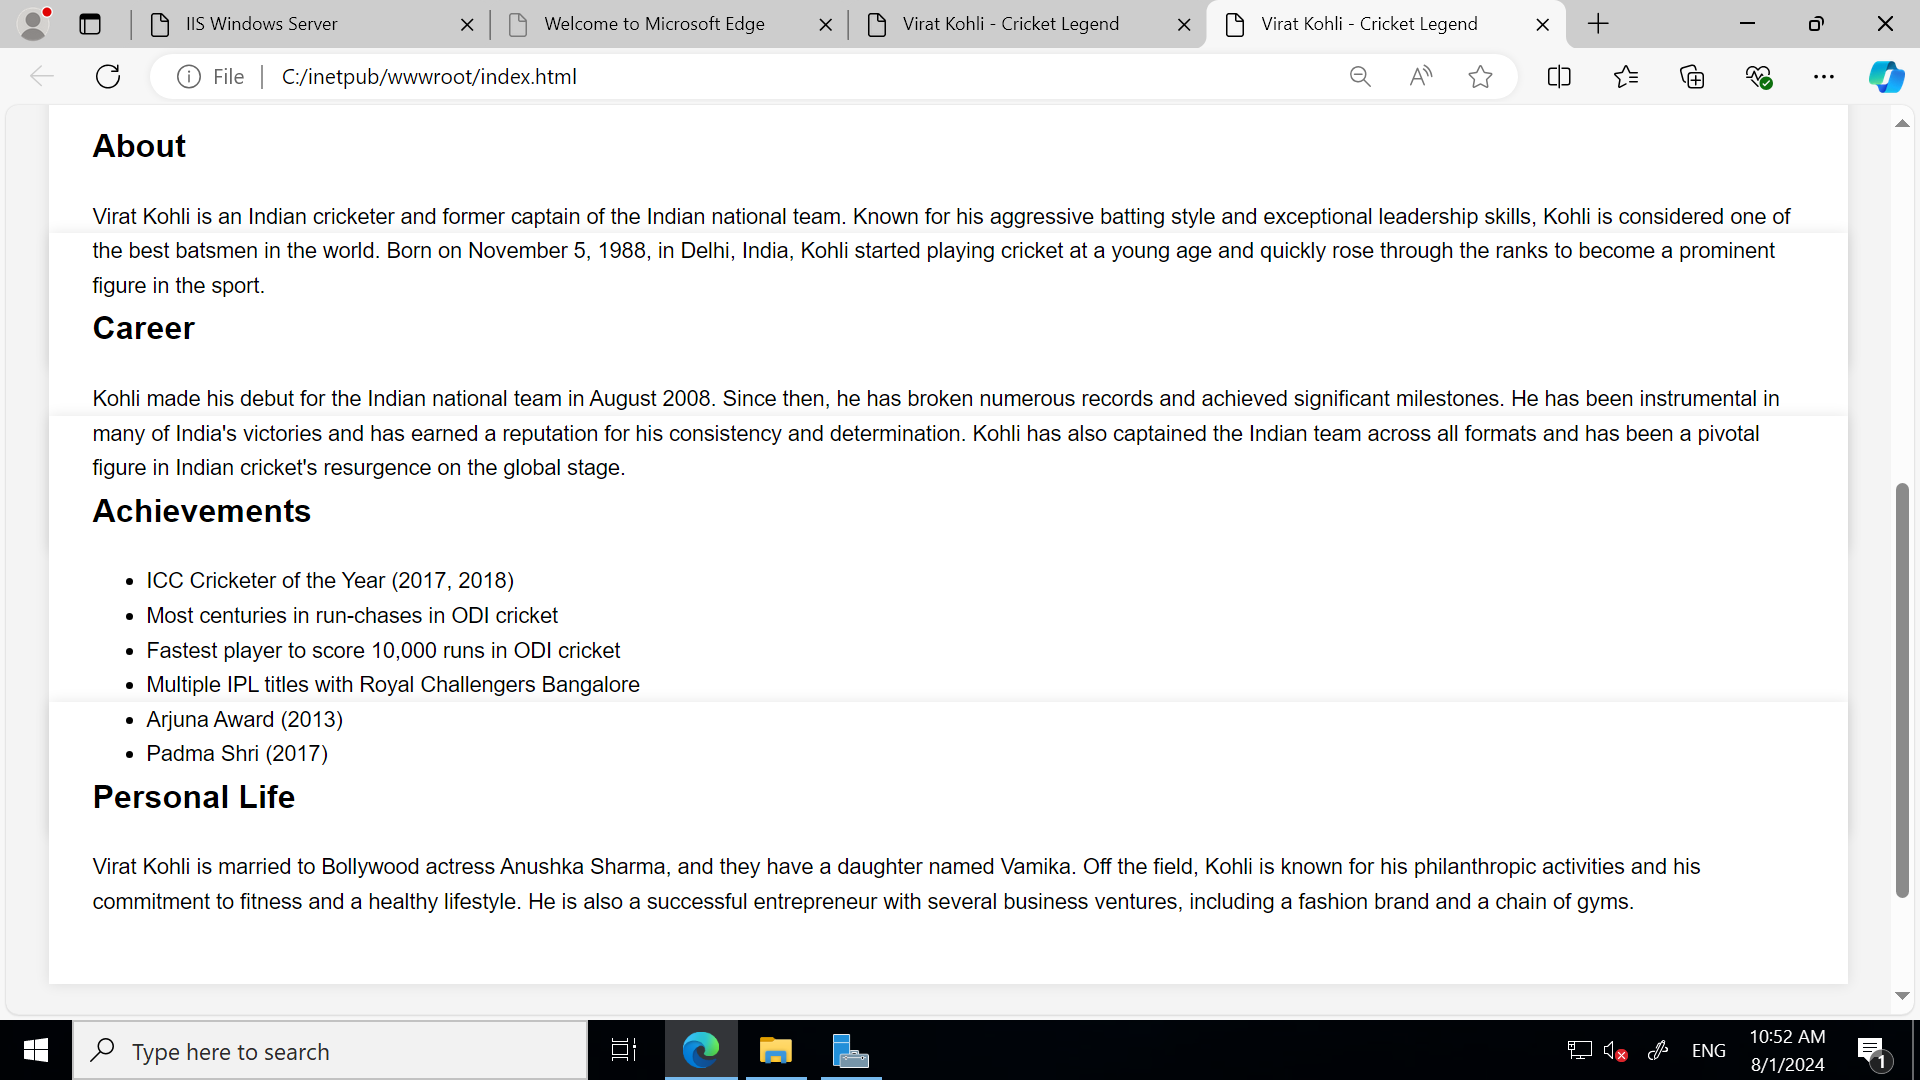 IIS Windows Server
Welcome to Microsoft Edge
Virat Kohli - Cricket Legend
Virat Kohli - Cricket Legend
File
C:/inetpub/wwwroot/index.html
About
Virat Kohli is an Indian cricketer and former captain of the Indian national team. Known for his aggressive batting style and exceptional leadership skills, Kohli is considered one of
the best batsmen in the world. Born on November 5, 1988, in Delhi, India, Kohli started playing cricket at a young age and quickly rose through the ranks to become a prominent
figure in the sport.
Career
Kohli made his debut for the Indian national team in August 2008. Since then, he has broken numerous records and achieved significant milestones. He has been instrumental in
many of India's victories and has earned a reputation for his consistency and determination. Kohli has also captained the Indian team across all formats and has been a pivotal
figure in Indian cricket's resurgence on the global stage.
Achievements
• ICC Cricketer of the Year (2017, 2018)
• Most centuries in run-chases in ODI cricket
• Fastest player to score 10,000 runs in ODI cricket
• Multiple IPL titles with Royal Challengers Bangalore
• Arjuna Award (2013)
• Padma Shri (2017)
Personal Life
Virat Kohli is married to Bollywood actress Anushka Sharma, and they have a daughter named Vamika. Off the field, Kohli is known for his philanthropic activities and his
commitment to fitness and a healthy lifestyle. He is also a successful entrepreneur with several business ventures, including a fashion brand and a chain of gyms.
Type here to search
ENG
10:52 AM
8/1/2024
1